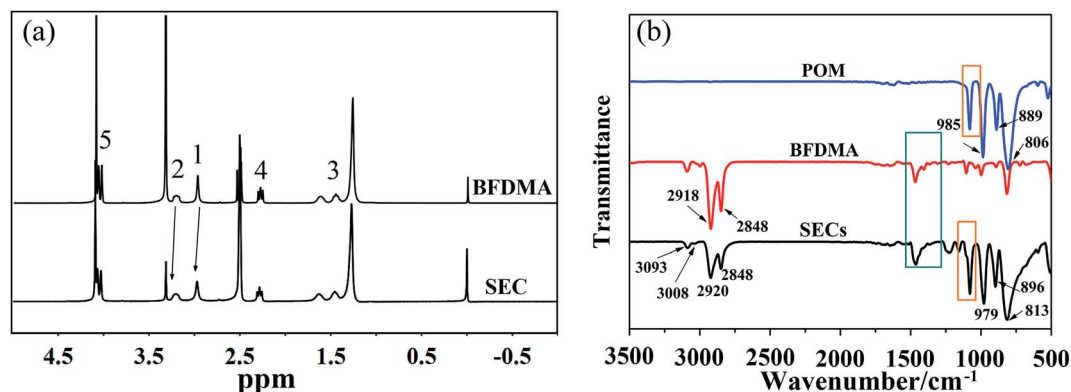 (a)
5
2
1
4
3
BFDMA
SEC
4.5 3.5 2.5 1.5 0.5 -0.5
ppm
(b)
POM
985
889
806
BFDMA
2918
2848
SECs
3093
3008
2920
2848
979
896
813
Transmittance
3500 3000 2500 2000 1500 1000 500
Wavenumber/cm⁻¹